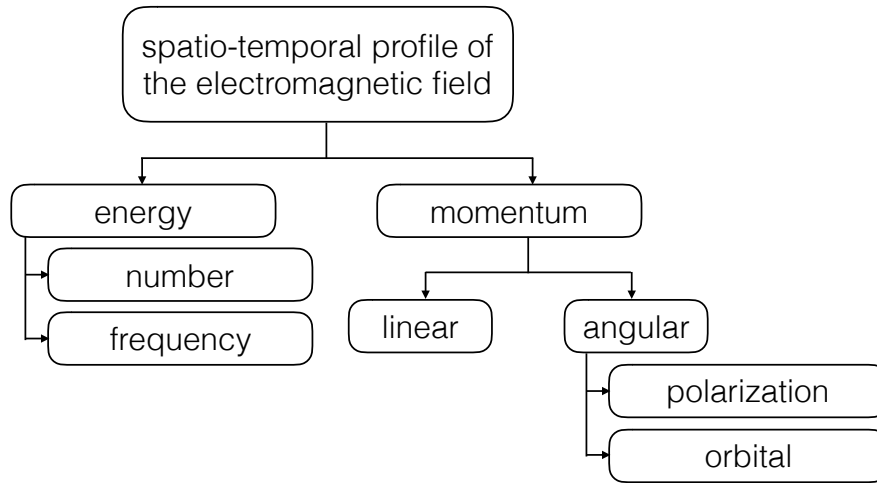 spatio-temporal profile of
the electromagnetic field
energy
momentum
number
frequency
linear
angular
polarization
orbital